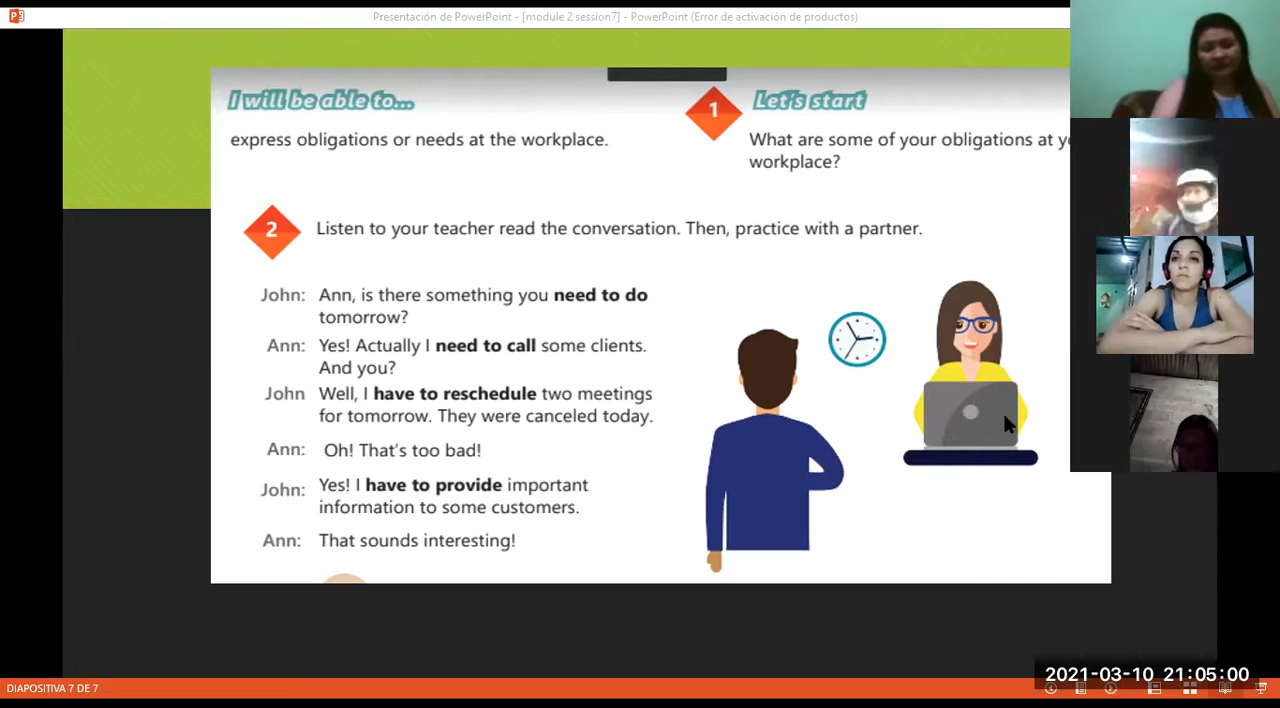 Presentación de PowerPoint - [module 2 session7] - PowerPoint (Error de activación de productos)
I will be able to...
express obligations or needs at the workplace.
1
Let's start
What are some of your obligations at
workplace?
2
Listen to your teacher read the conversation. Then, practice with a partner.
John: Ann, is there something you need to do
tomorrow?
Ann: Yes! Actually I need to call some clients.
And you?
John Well, I have to reschedule two meetings
for tomorrow. They were canceled today.
Ann: Oh! That's too bad!
John: Yes! I have to provide important
information to some customers.
Ann: That sounds interesting!
2021-03-10 21:05:00
DIAPOSITIVA 7 DE 7